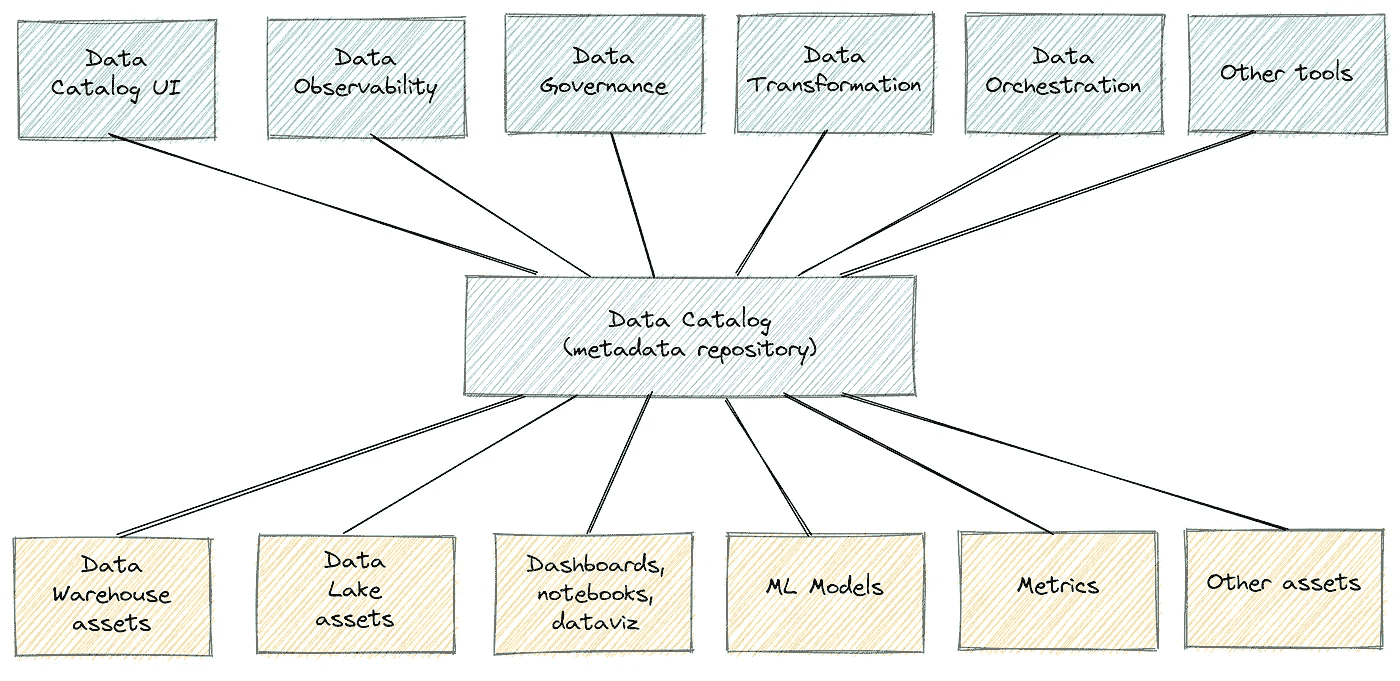 Data
Catalog UI
Data
Observability
Data
Governance
Data
Transformation
Data
Orchestration
Other tools
Data Catalog
(metadata repository)
Data
Warehouse
assets
Data
Lake
assets
Dashboards,
notebooks,
dataviz
ML Models
Metrics
Other assets